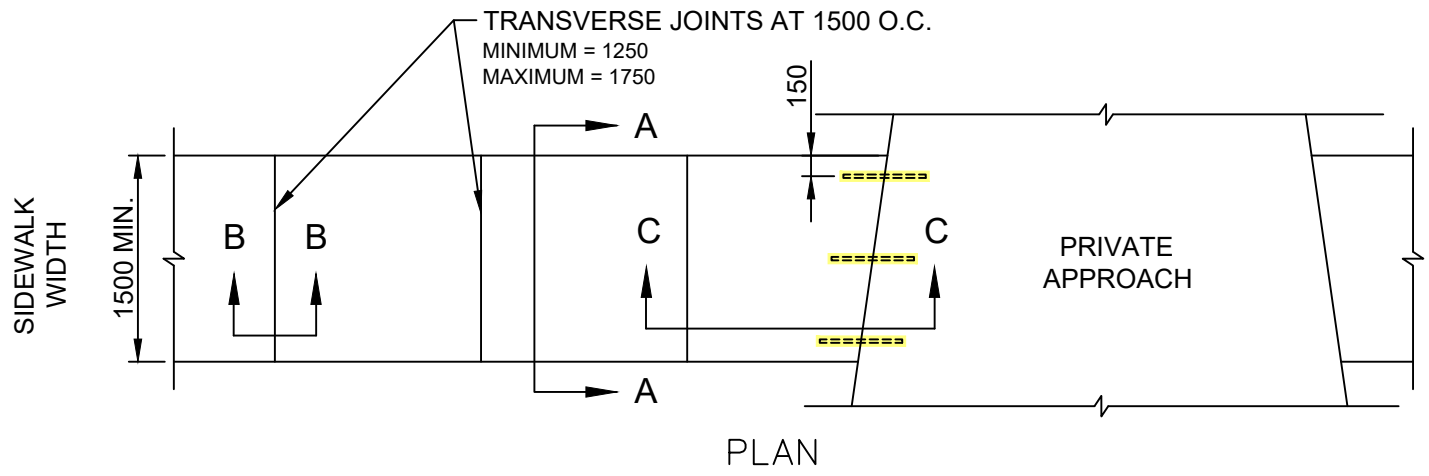 TRANSVERSE JOINTS AT 1500 O.C.
MINIMUM = 1250
MAXIMUM = 1750
150
A
SIDEWALK
WIDTH
1500 MIN.
B
B
C
C
PRIVATE
APPROACH
A
PLAN